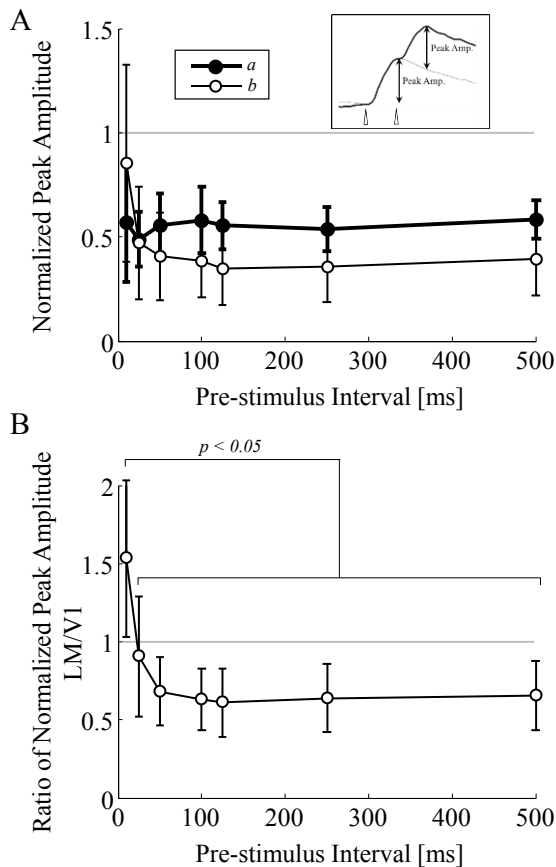 A
Normalized Peak Amplitude
1.5
1
0.5
0
a
b
Peak Amp.
Peak Amp.
0 100 200 300 400 500
Pre-stimulus Interval [ms]
B
Ratio of Normalized Peak Amplitude
LM/V1
p < 0.05
2
1.5
1
0.5
0
0 100 200 300 400 500
Pre-stimulus Interval [ms]